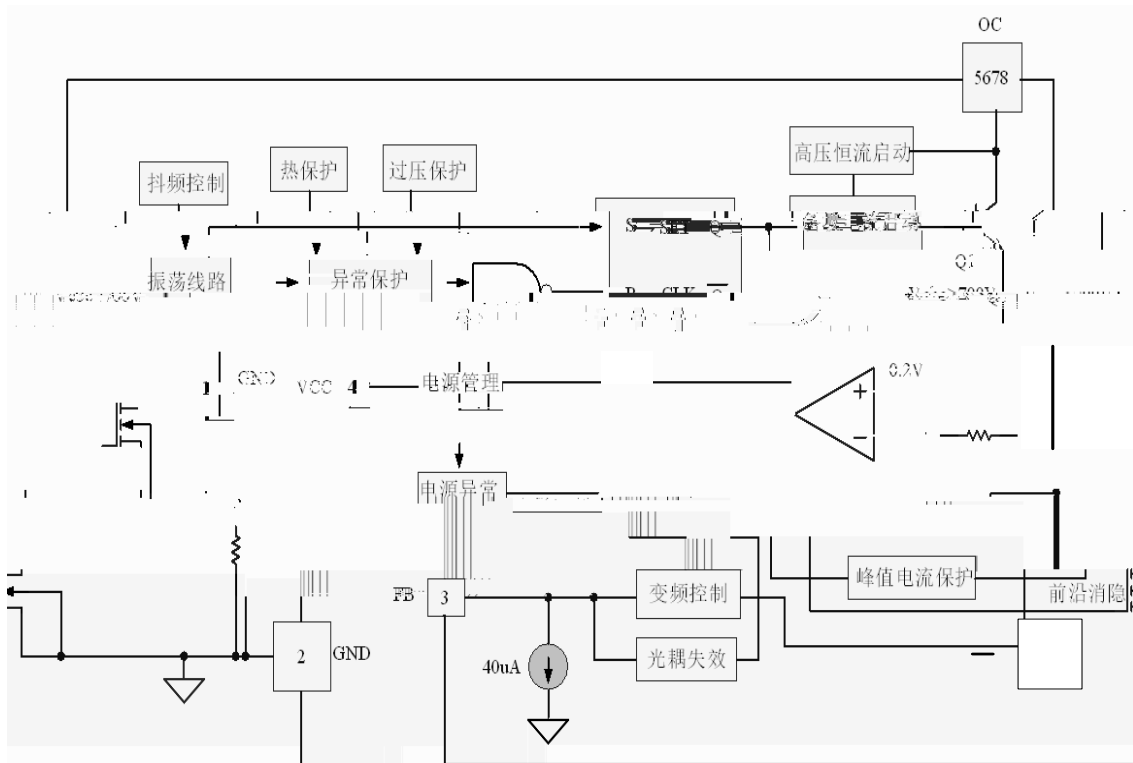 OC
5678
高压恒流启动
热保护
过压保护
抖频控制
振荡线路
异常保护
CLK
GND
VCC 4
电源管理
0.2V
+
−
电源异常
FB
3
变频控制
峰值电流保护
前沿消隐
2
GND
40uA
光耦失效